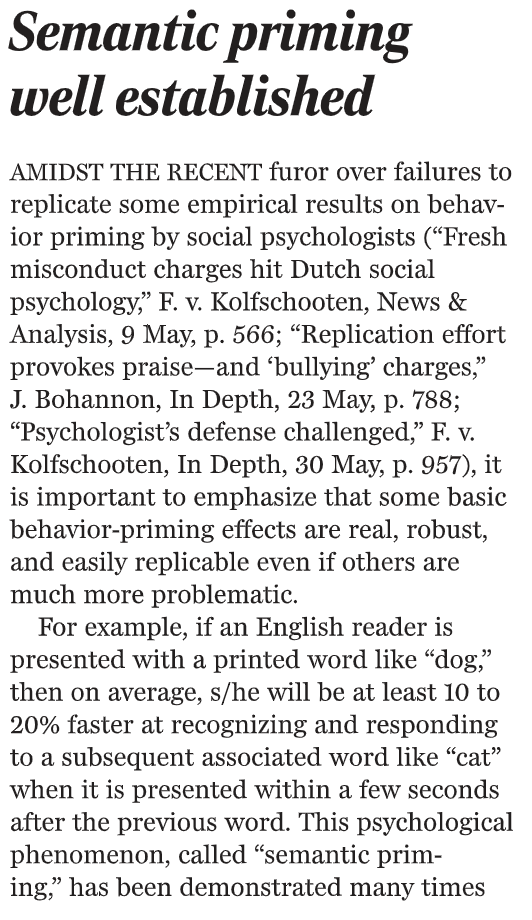 Semantic priming
well established
AMIDST THE RECENT furor over failures to
replicate some empirical results on behav-
ior priming by social psychologists (“Fresh
misconduct charges hit Dutch social
psychology,” F. v. Kolfschooten, News &
Analysis, 9 May, p. 566; “Replication effort
provokes praise—and ‘bullying’ charges,”
J. Bohannon, In Depth, 23 May, p. 788;
“Psychologist’s defense challenged,” F. v.
Kolfschooten, In Depth, 30 May, p. 957), it
is important to emphasize that some basic
behavior-priming effects are real, robust,
and easily replicable even if others are
much more problematic.
For example, if an English reader is
presented with a printed word like “dog,”
then on average, s/he will be at least 10 to
20% faster at recognizing and responding
to a subsequent associated word like “cat”
when it is presented within a few seconds
after the previous word. This psychological
phenomenon, called “semantic prim-
ing,” has been demonstrated many times